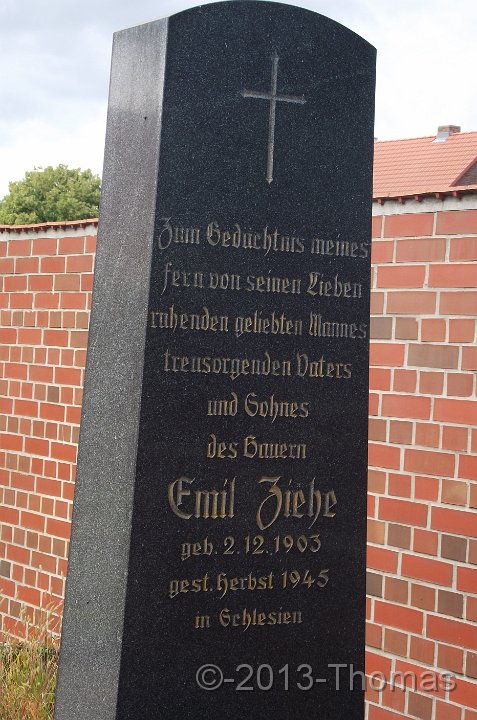 Zum Gedächtnis meines
fern von seinen Lieben
ruhenden geliebten Mannes
treusorgenden Vaters
und Sohnes
des Bauern
Emil Ziehe
geb. 2.12.1903
gest. Herbst 1945
in Schlesien
©-2013-Thomas